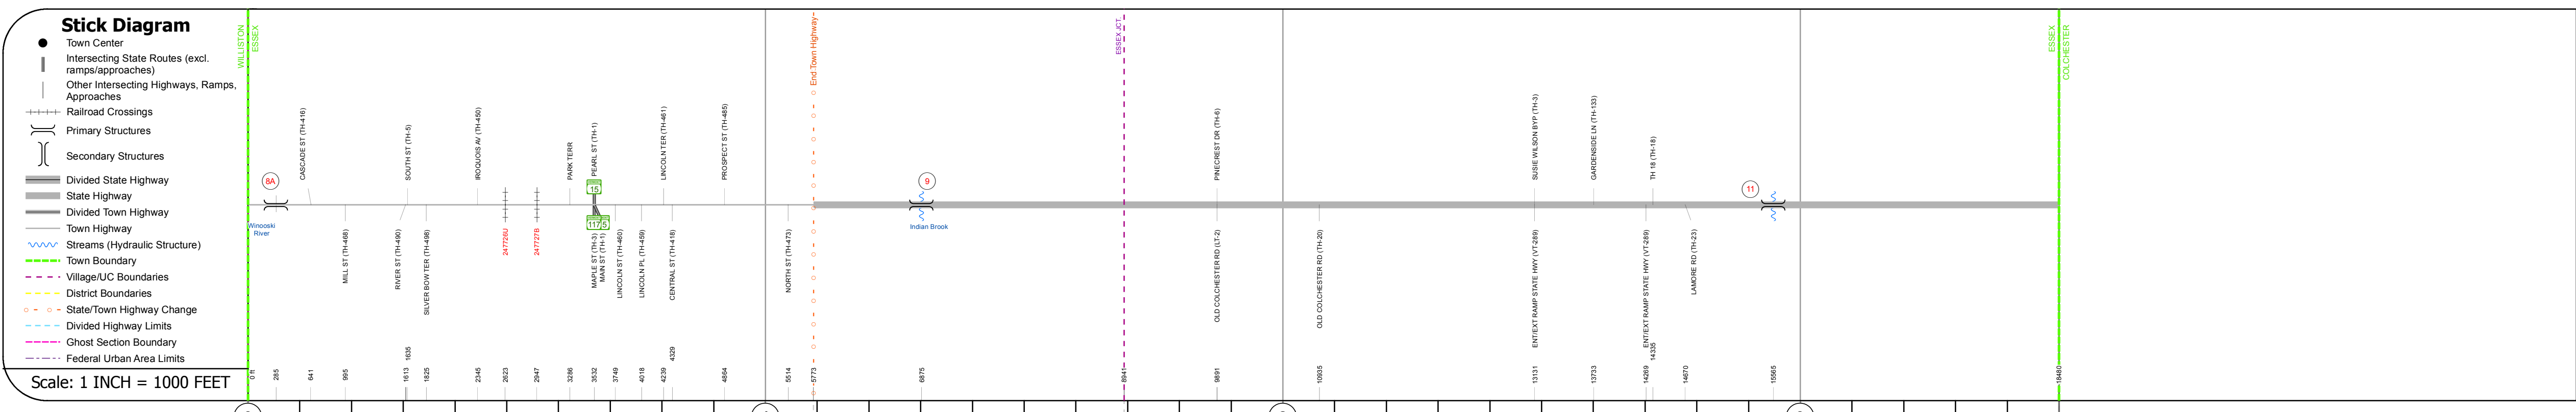 Stick Diagram
Town Center
Intersecting State Routes (excl.
ramps/approaches)
Other Intersecting Highways, Ramps,
Approaches
Railroad Crossings
Primary Structures
Secondary Structures
Divided State Highway
State Highway
Divided Town Highway
Town Highway
Streams (Hydraulic Structure)
Town Boundary
Village/UC Boundaries
District Boundaries
State/Town Highway Change
Divided Highway Limits
Ghost Section Boundary
Federal Urban Area Limits
Scale: 1 INCH = 1000 FEET
WILLISTON
ESSEX
End Town Highway
ESSEX JCT.
ESSEX
COLCHESTER
CASCADE ST (TH-416)
SOUTH ST (TH-5)
IROQUOIS AV (TH-450)
PARK TERR
PEARL ST (TH-1)
LINCOLN TER (TH-461)
PROSPECT ST (TH-485)
PINECREST DR (TH-6)
SUSIE WILSON BYP (TH-3)
GARDENSIDE LN (TH-133)
TH 18 (TH-18)
8A
15
9
11
117
15
Winooski
River
Indian Brook
MILL ST (TH-468)
RIVER ST (TH-490)
SILVER BOW TER (TH-498)
247726U
247727B
MAPLE ST (TH-3)
MAIN ST (TH-1)
LINCOLN ST (TH-460)
LINCOLN PL (TH-459)
CENTRAL ST (TH-418)
NORTH ST (TH-473)
OLD COLCHESTER RD (LT-2)
OLD COLCHESTER RD (TH-20)
ENT/EXT RAMP STATE HWY (VT-289)
ENT/EXT RAMP STATE HWY (VT-289)
LAMORE RD (TH-23)
0 ft
285
641
995
1613
1635
1825
2345
2623
2947
3286
3532
3749
4018
4239
4329
4864
5514
5773
6875
8941
9891
10935
13131
13733
14269
14335
14670
15565
18480